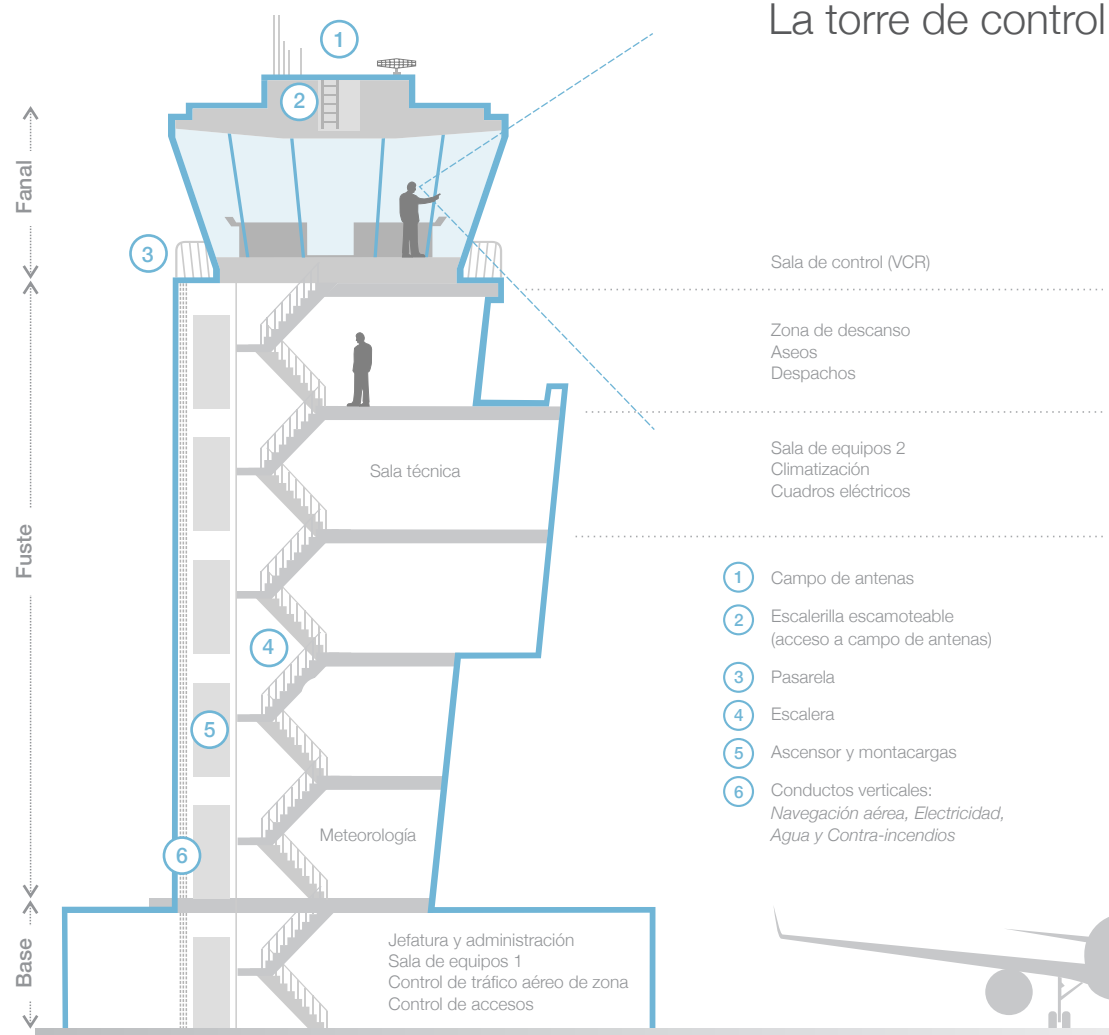 La torre de control
1
2
Fanal
3
Sala de control (VCR)
Zona de descanso
Aseos
Despachos
Sala técnica
Sala de equipos 2
Climatización
Cuadros eléctricos
Fuste
4
5
Meteorología
6
1 Campo de antenas
2 Escalerilla escamoteable
(acceso a campo de antenas)
3 Pasarela
4 Escalera
5 Ascensor y montacargas
6 Conductos verticales:
Navegación aérea, Electricidad,
Agua y Contra-incendios
Base
Jefatura y administración
Sala de equipos 1
Control de tráfico aéreo de zona
Control de accesos